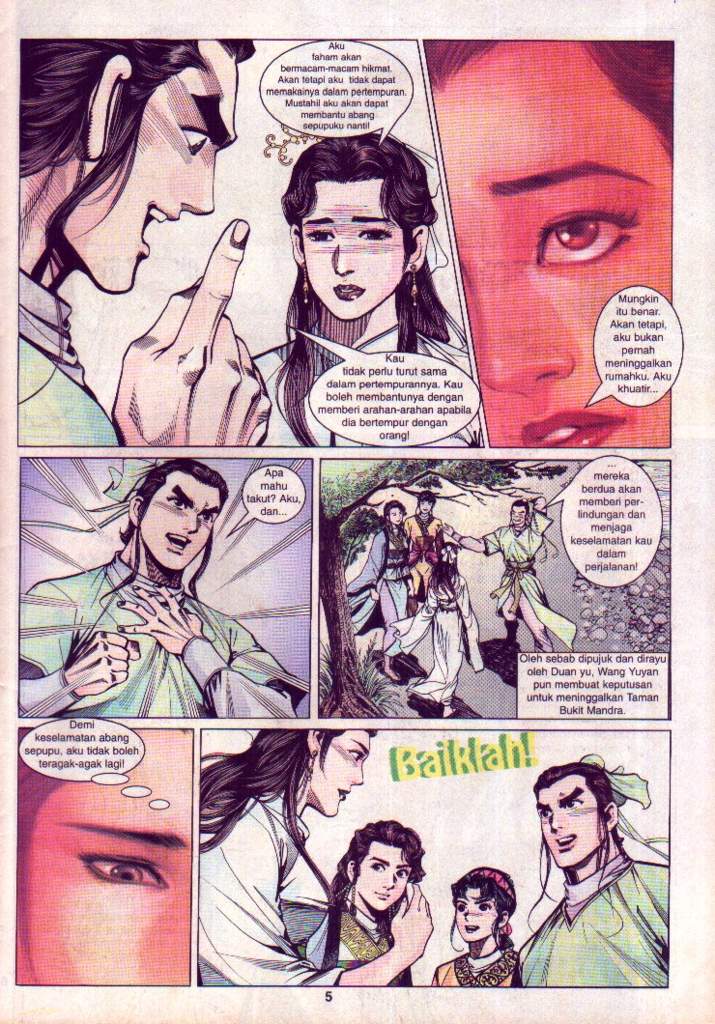 Aku
faham akan
bermacam-macam hikmat.
Akan tetapi aku tidak dapat
memakainya dalam pertempuran.
Mustahil aku akan dapat
membantu abang
sepupuku nanti!
Kau
tidak perlu turut sama
dalam pertempurannya. Kau
boleh membantunya dengan
memberi arahan-arahan apabila
dia bertempur dengan
orang!
Mungkin
itu benar.
Akan tetapi,
aku bukan
pernah
meninggalkan
rumahku. Aku
khuatir...
Apa
mahu
takut? Aku,
dan...
...
mereka
berdua akan
memberi per-
lindungan dan
menjaga
keselamatan kau
dalam
perjalanan!
Oleh sebab dipujuk dan dirayu
oleh Duan yu, Wang Yuyan
pun membuat keputusan
untuk meninggalkan Taman
Bukit Mandra.
Demi
keselamatan abang
sepupu, aku tidak boleh
teragak-agak lagi!
Baiklah!
5